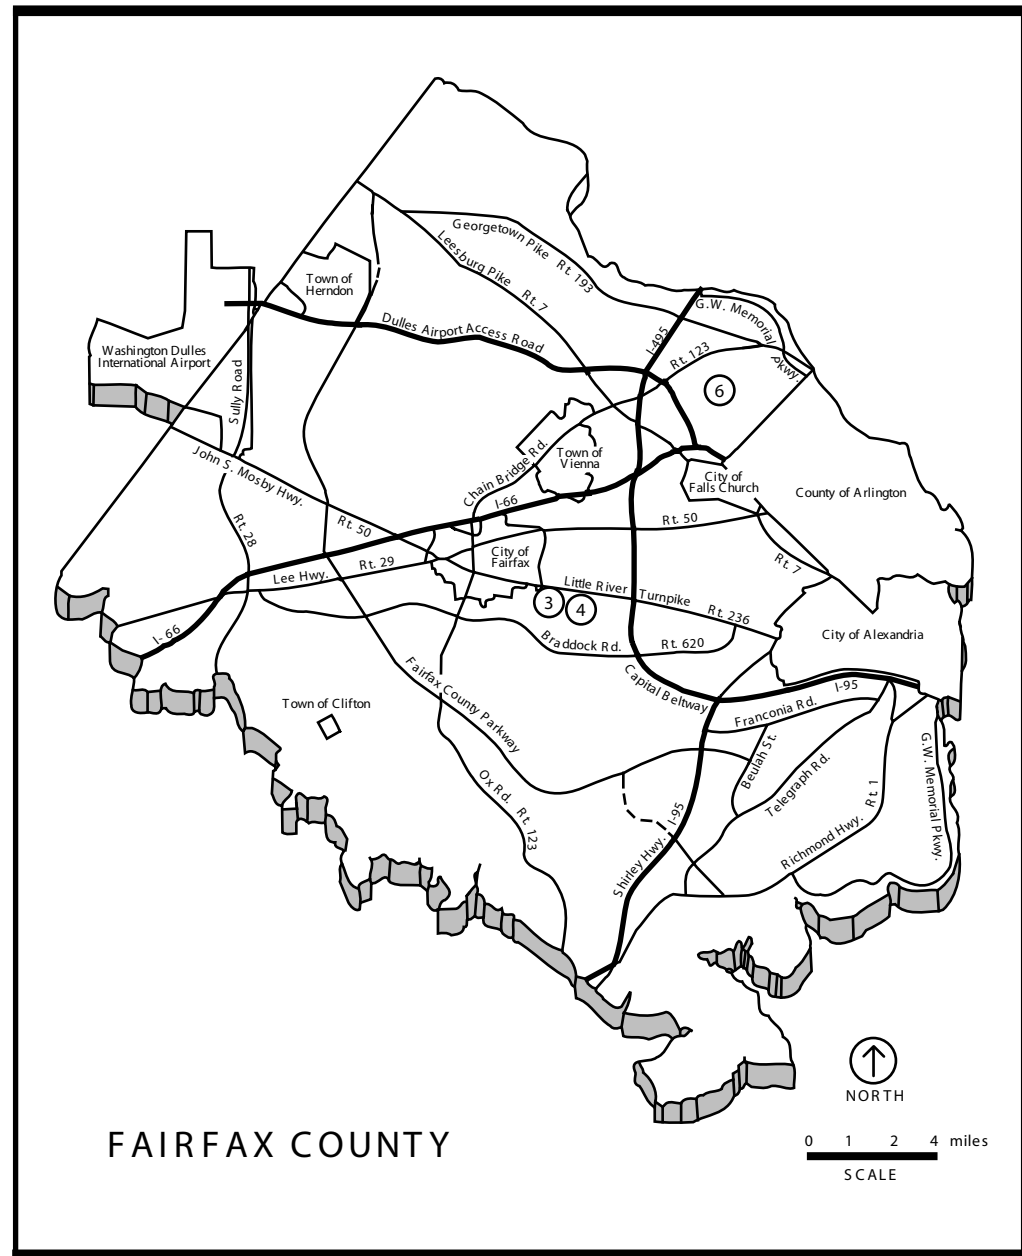 Georgetown Pike Rt. 193
Leesburg Pike Rt. 7
Town of
Herndon
G.W. Memorial Pkwy.
Dulles Airport Access Road
I-495
Washington Dulles
International Airport
Rt. 123
Sully Road
6
John S. Mosby Hwy.
Chain Bridge Rd.
Town of
Vienna
City of
Falls Church
County of Arlington
I-66
Rt. 28
Rt. 50
Rt. 50
City of
Fairfax
Rt. 7
Lee Hwy.
Rt. 29
Little River Turnpike
Rt. 236
3
4
I-66
Braddock Rd.
Rt. 620
City of Alexandria
Fairfax County Parkway
Capital Beltway
I-95
Town of Clifton
Franconia Rd.
Beulah St.
G.W. Memorial Pkwy.
Telegraph Rd.
Ox Rd. Rt. 123
Rt. 1
I-95
Richmond Hwy.
Shirley Hwy.
NORTH
FAIRFAX COUNTY
0 1 2 4 miles
SCALE